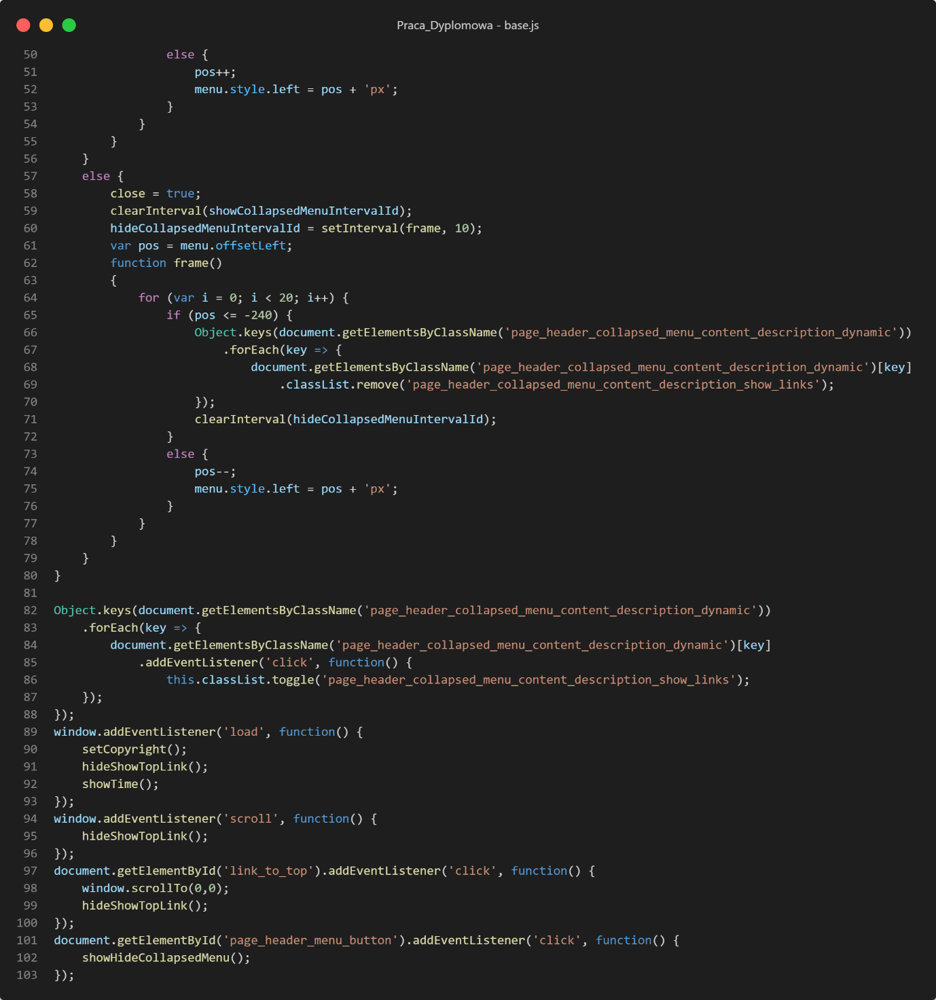 Praca_Dyplomowa - base.js
50                else {
51                    pos++;
52                    menu.style.left = pos + 'px';
53                }
54            }
55        }
56    }
57    else {
58        close = true;
59        clearInterval(showCollapsedMenuIntervalId);
60        hideCollapsedMenuIntervalId = setInterval(frame, 10);
61        var pos = menu.offsetLeft;
62        function frame()
63        {
64            for (var i = 0; i < 20; i++) {
65                if (pos <= -240) {
66                    Object.keys(document.getElementsByClassName('page_header_collapsed_menu_content_description_dynamic'))
67                        .forEach(key => {
68                            document.getElementsByClassName('page_header_collapsed_menu_content_description_dynamic')[key]
69                                .classList.remove('page_header_collapsed_menu_content_description_show_links');
70                    });
71                    clearInterval(hideCollapsedMenuIntervalId);
72                }
73                else {
74                    pos--;
75                    menu.style.left = pos + 'px';
76                }
77            }
78        }
79    }
80 }
81
82 Object.keys(document.getElementsByClassName('page_header_collapsed_menu_content_description_dynamic'))
83    .forEach(key => {
84        document.getElementsByClassName('page_header_collapsed_menu_content_description_dynamic')[key]
85            .addEventListener('click', function() {
86                this.classList.toggle('page_header_collapsed_menu_content_description_show_links');
87    });
88 });
89 window.addEventListener('load', function() {
90    setCopyright();
91    hideShowTopLink();
92    showTime();
93 });
94 window.addEventListener('scroll', function() {
95    hideShowTopLink();
96 });
97 document.getElementById('link_to_top').addEventListener('click', function() {
98    window.scrollTo(0,0);
99    hideShowTopLink();
100 });
101 document.getElementById('page_header_menu_button').addEventListener('click', function() {
102    showHideCollapsedMenu();
103 });